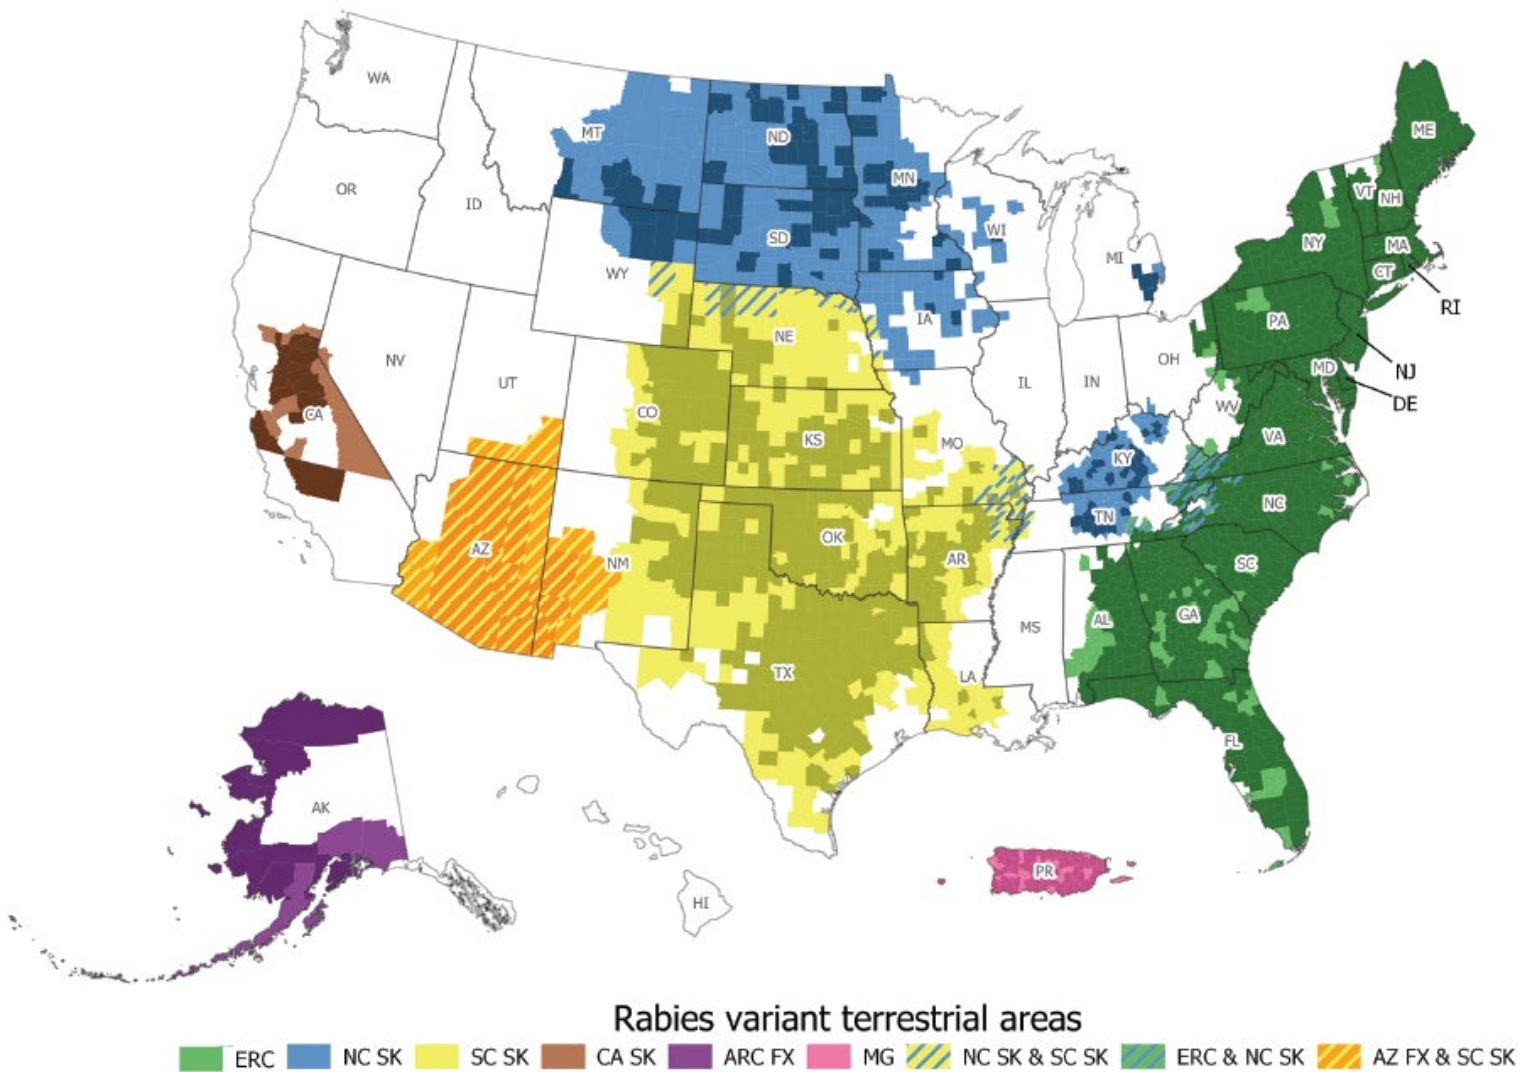 WA
MT
ND
MN
ME
OR
ID
VT
NH
SD
WI
NY
MA
WY
MI
CT
RI
NE
IA
PA
NV
UT
IL
IN
OH
MD
NJ
DE
CA
CO
KS
MO
WV
VA
KY
NC
TN
AZ
NM
OK
AR
SC
MS
AL
GA
TX
LA
FL
AK
HI
PR
Rabies variant terrestrial areas
ERC NC SK SC SK CA SK ARC FX MG NC SK & SC SK ERC & NC SK AZ FX & SC SK